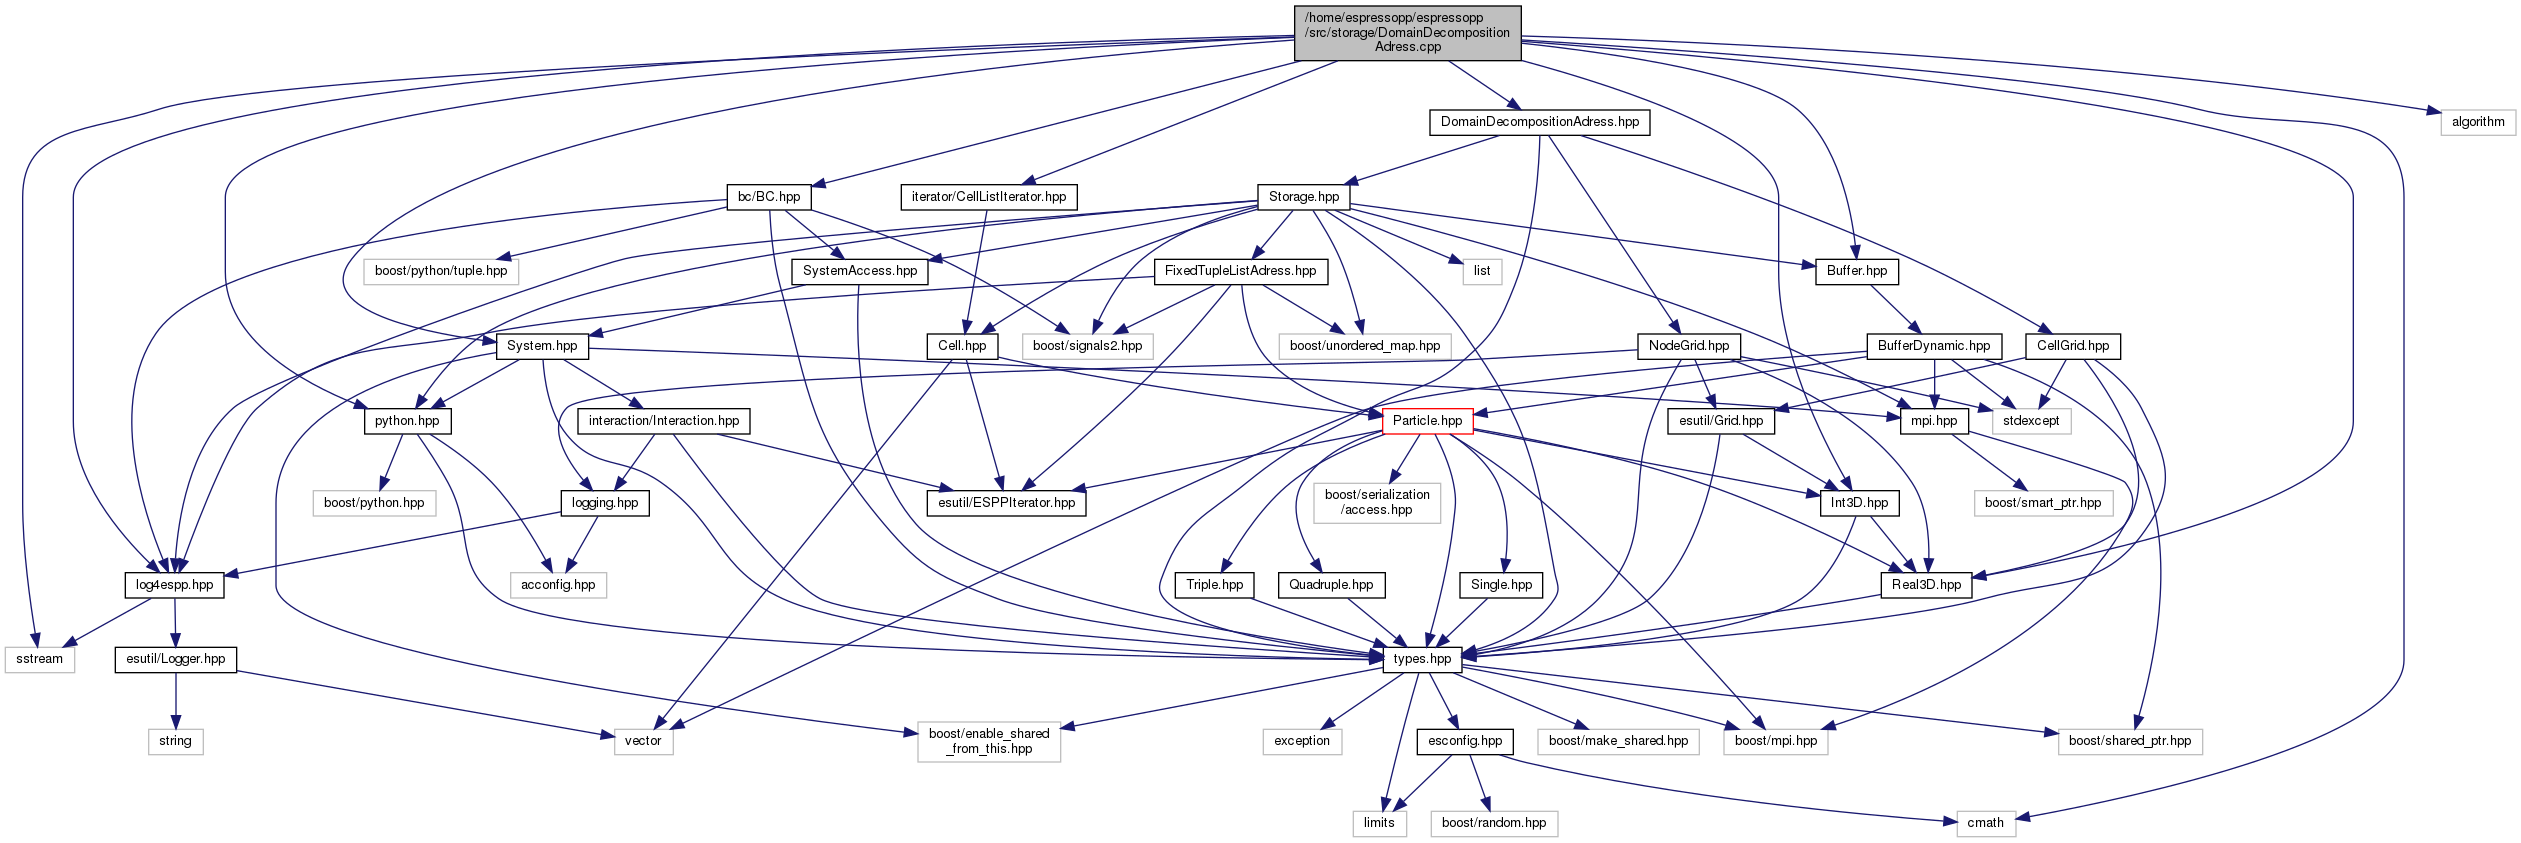 /home/espressopp/espressopp
/src/storage/DomainDecomposition
Adress.cpp
DomainDecompositionAdress.hpp
algorithm
bc/BC.hpp
iterator/CellListIterator.hpp
Storage.hpp
boost/python/tuple.hpp
SystemAccess.hpp
FixedTupleListAdress.hpp
list
Buffer.hpp
System.hpp
Cell.hpp
boost/signals2.hpp
boost/unordered_map.hpp
NodeGrid.hpp
BufferDynamic.hpp
CellGrid.hpp
python.hpp
interaction/Interaction.hpp
Particle.hpp
esutil/Grid.hpp
mpi.hpp
stdexcept
boost/python.hpp
logging.hpp
esutil/ESPPIterator.hpp
boost/serialization
/access.hpp
Int3D.hpp
boost/smart_ptr.hpp
log4espp.hpp
acconfig.hpp
Triple.hpp
Quadruple.hpp
Single.hpp
Real3D.hpp
sstream
esutil/Logger.hpp
types.hpp
string
vector
boost/enable_shared
_from_this.hpp
exception
esconfig.hpp
boost/make_shared.hpp
boost/mpi.hpp
boost/shared_ptr.hpp
limits
boost/random.hpp
cmath